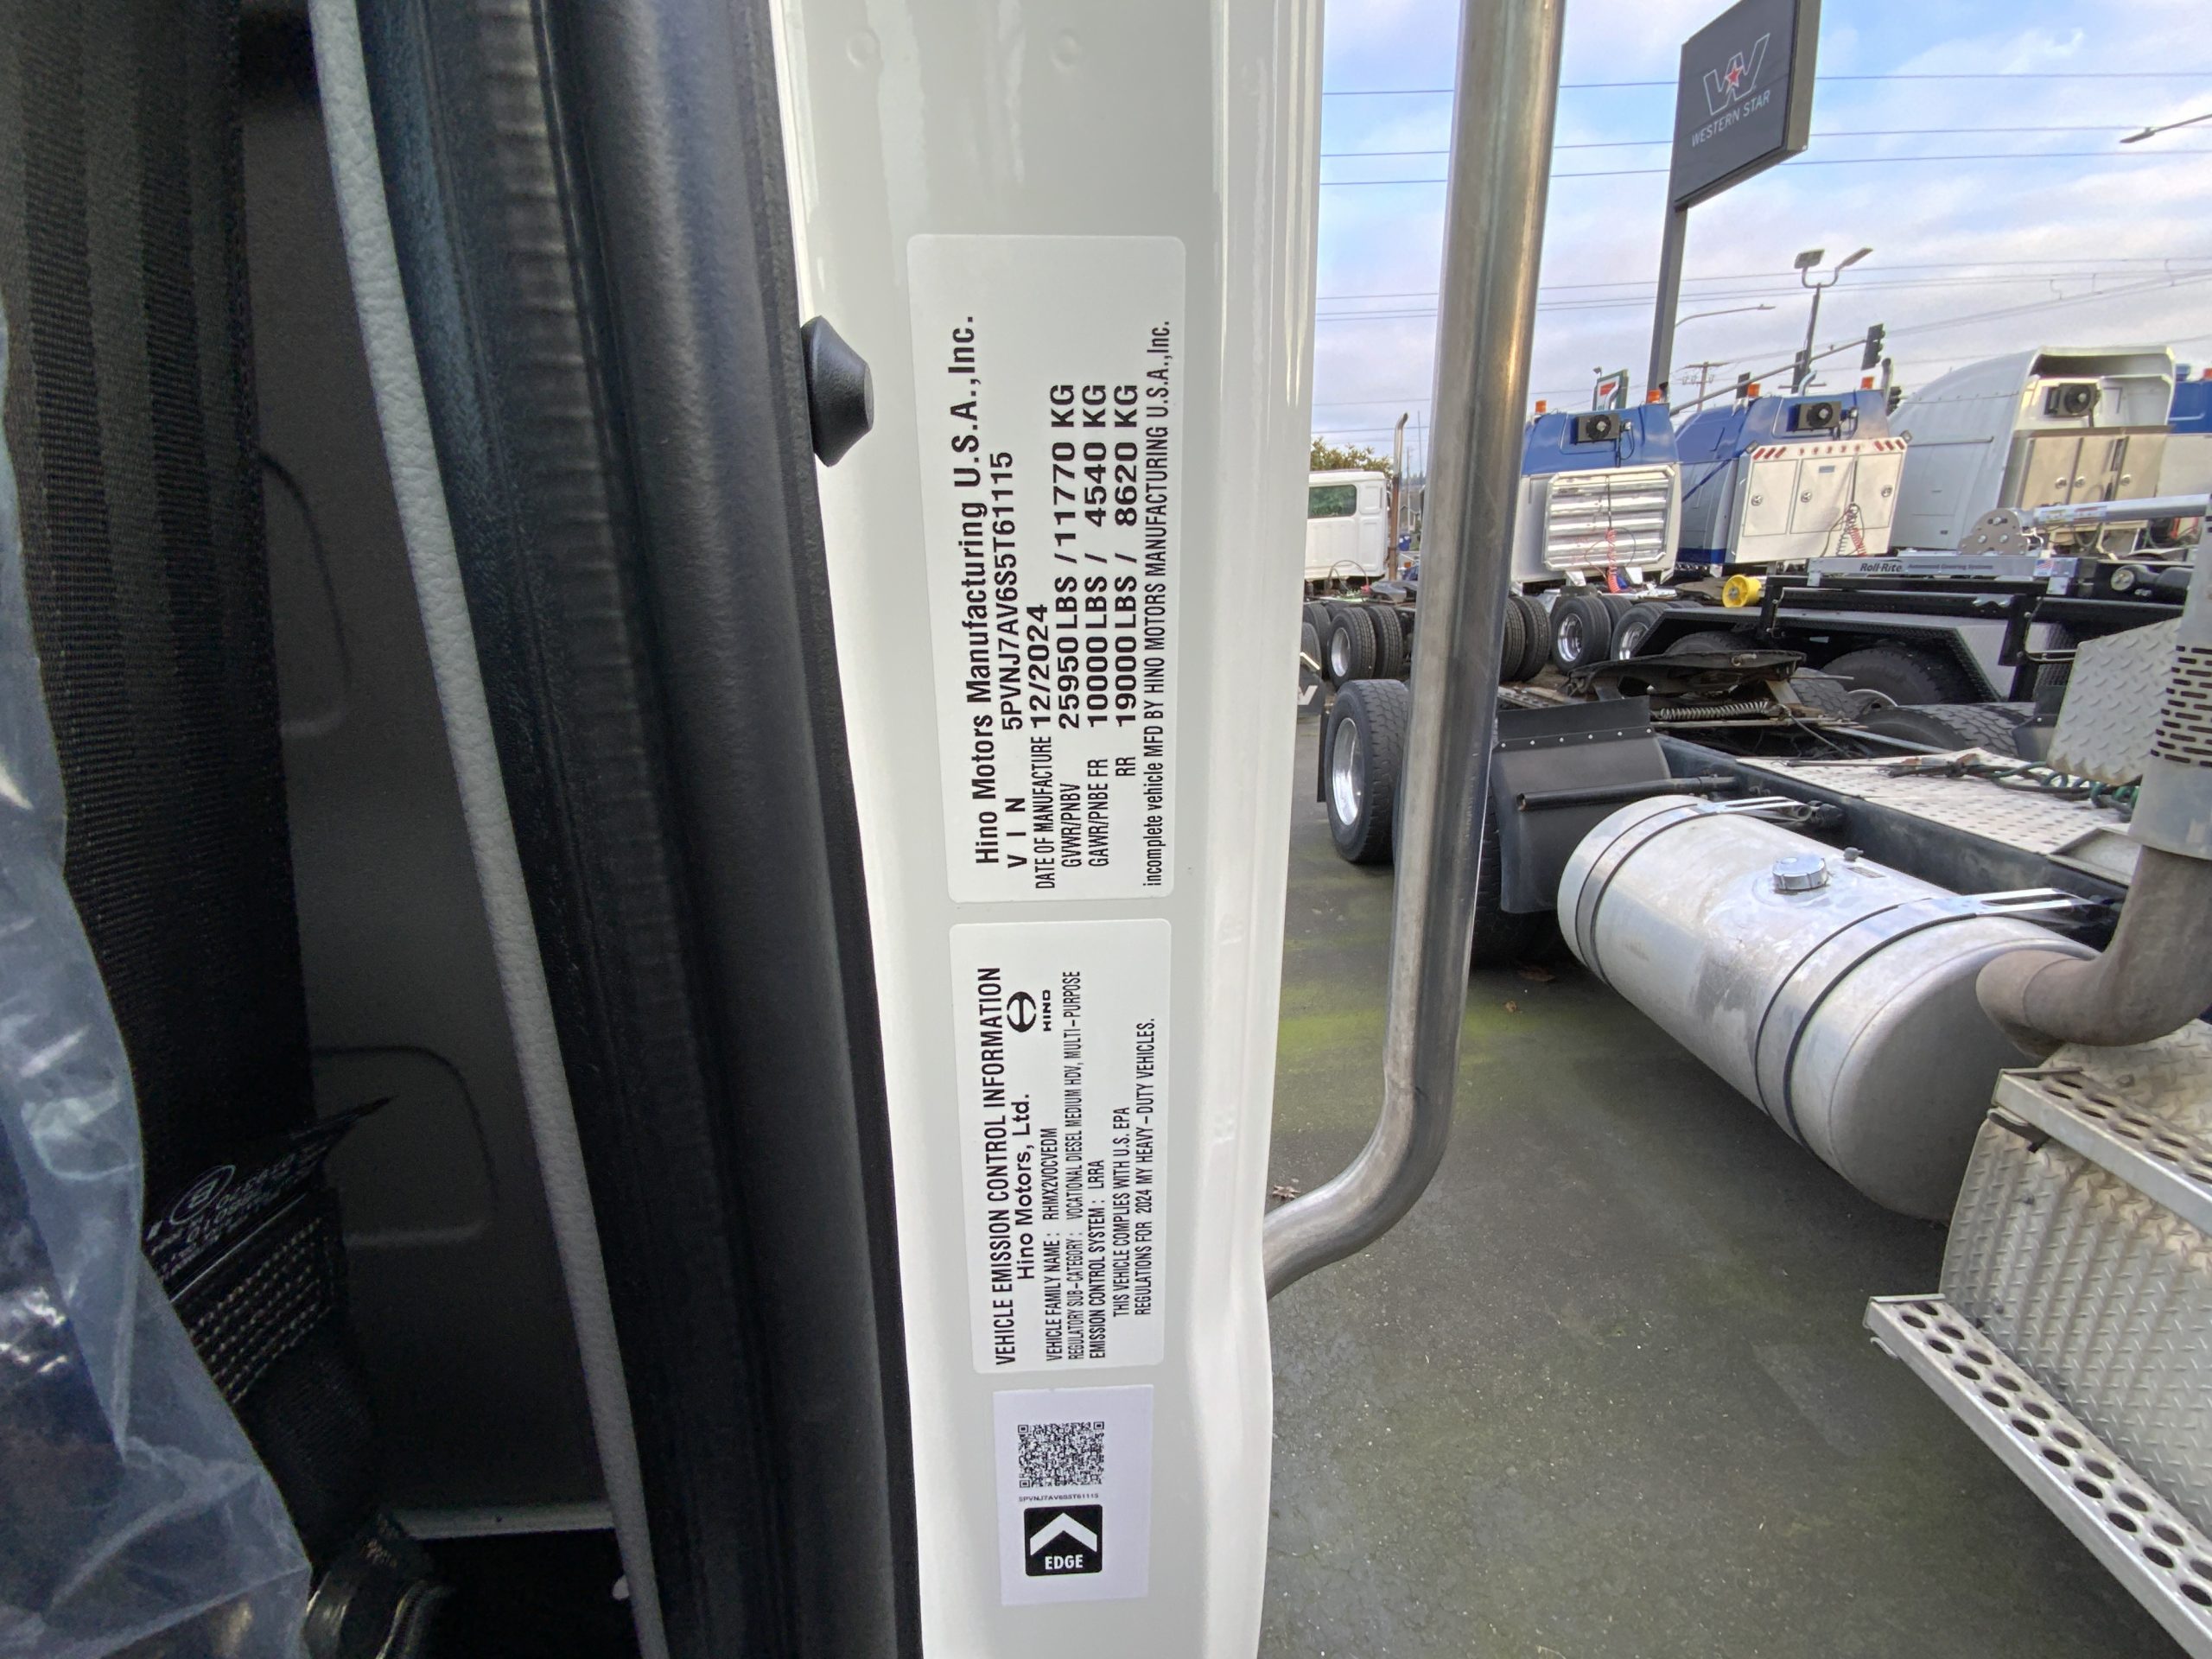 Hino Motors Manufacturing U.S.A.,Inc.
V I N 5PVNJ7AV6S5T61115
DATE OF MANUFACTURE 12/2024
GVWR/PNBV 25950 LBS / 11770 KG
GAWR/PNBE FR 10000 LBS / 4540 KG
RR 19000 LBS / 8620 KG
incomplete vehicle MFD BY HINO MOTORS MANUFACTURING U.S.A.,Inc.
VEHICLE EMISSION CONTROL INFORMATION
Hino Motors, Ltd.
HINO
VEHICLE FAMILY NAME : RHMX2VOCVEDM
REGULATORY SUB-CATEGORY : VOCATIONAL DIESEL MEDIUM HDV, MULTI-PURPOSE
EMISSION CONTROL SYSTEM : LRRA
THIS VEHICLE COMPLIES WITH U.S. EPA
REGULATIONS FOR 2024 MY HEAVY-DUTY VEHICLES.
5PVNJ7AV6S5T61115
EDGE
WESTERN STAR
Roll-Rite